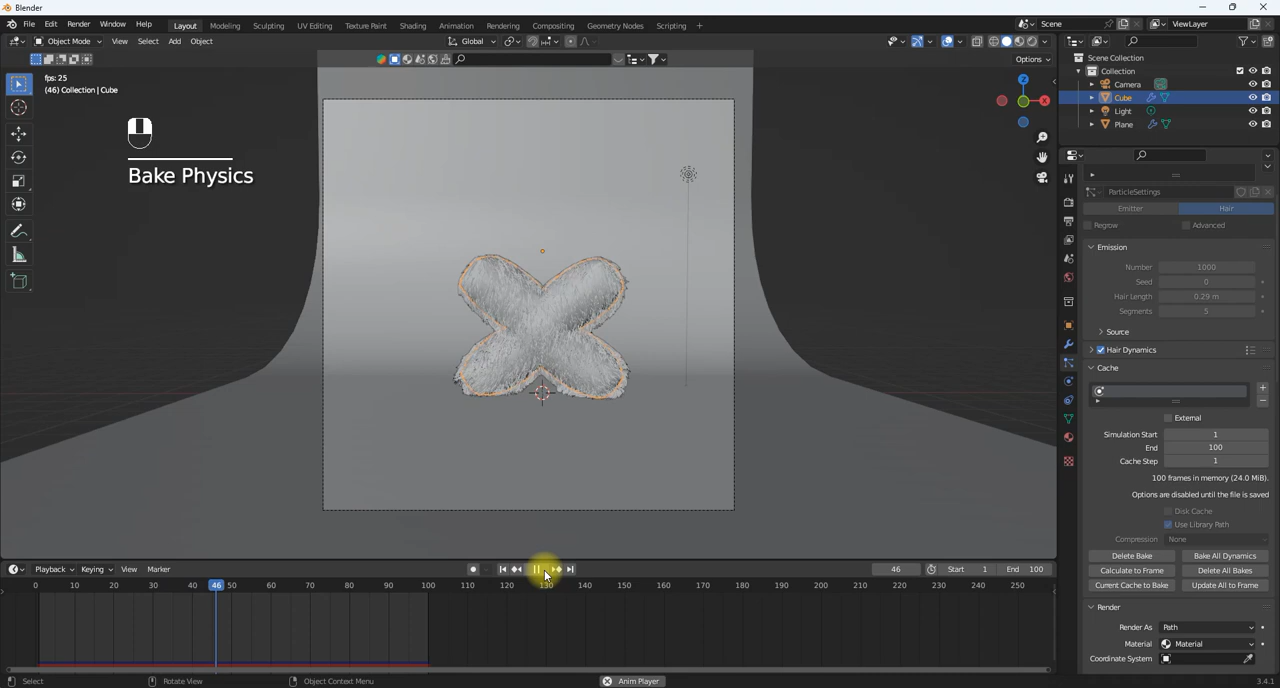 Blender
File Edit Render Window Help Layout Modeling Sculpting UV Editing Texture Paint Shading Animation Rendering Compositing Geometry Nodes Scripting + Scene ViewLayer
Object Mode View Select Add Object Global
Options
fps: 25
(46) Collection | Cube
Bake Physics
X
Z
Scene Collection
Collection
Camera
Cube
Light
Plane
ParticleSettings
Emitter Hair
Regrow Advanced
Emission
Number 1000
Seed 0
Hair Length 0.29 m
Segments 5
Source
Hair Dynamics
Cache
External
Simulation Start 1
End 100
Cache Step 1
100 frames in memory (24.0 MiB).
Options are disabled until the file is saved
Disk Cache
Use Library Path
Compression None
Delete Bake Bake All Dynamics
Calculate to Frame Delete All Bakes
Current Cache to Bake Update All to Frame
Render
Render As Path
Material Material
Coordinate System
Playback Keying View Marker 46 Start 1 End 100
0 10 20 30 40 46 50 60 70 80 90 100 110 120 130 140 150 160 170 180 190 200 210 220 230 240 250
Select Rotate View Object Context Menu Anim Player 3.4.1